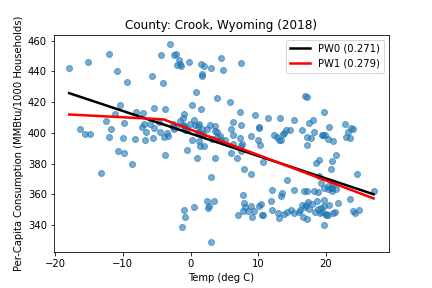 County: Crook, Wyoming (2018)
Per-Capita Consumption (MMBtu/1000 Households)
460
440
420
400
380
360
340
PW0 (0.271)
PW1 (0.279)
−20
−10
0
10
20
Temp (deg C)